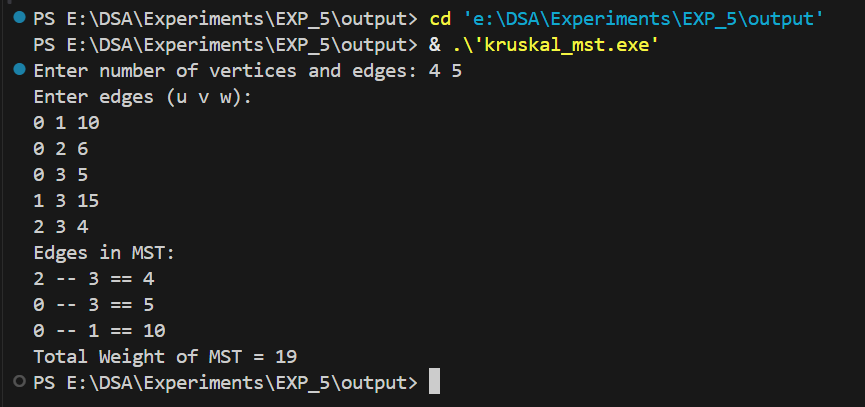 PS E:\DSA\Experiments\EXP_5\output> cd 'e:\DSA\Experiments\EXP_5\output'
PS E:\DSA\Experiments\EXP_5\output> & .\'kruskal_mst.exe'
Enter number of vertices and edges: 4 5
Enter edges (u v w):
0 1 10
0 2 6
0 3 5
1 3 15
2 3 4
Edges in MST:
2 -- 3 == 4
0 -- 3 == 5
0 -- 1 == 10
Total Weight of MST = 19
PS E:\DSA\Experiments\EXP_5\output>